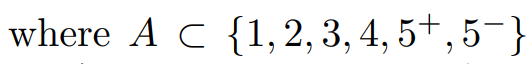 where A ⊂ {1, 2, 3, 4, 5⁺, 5⁻}